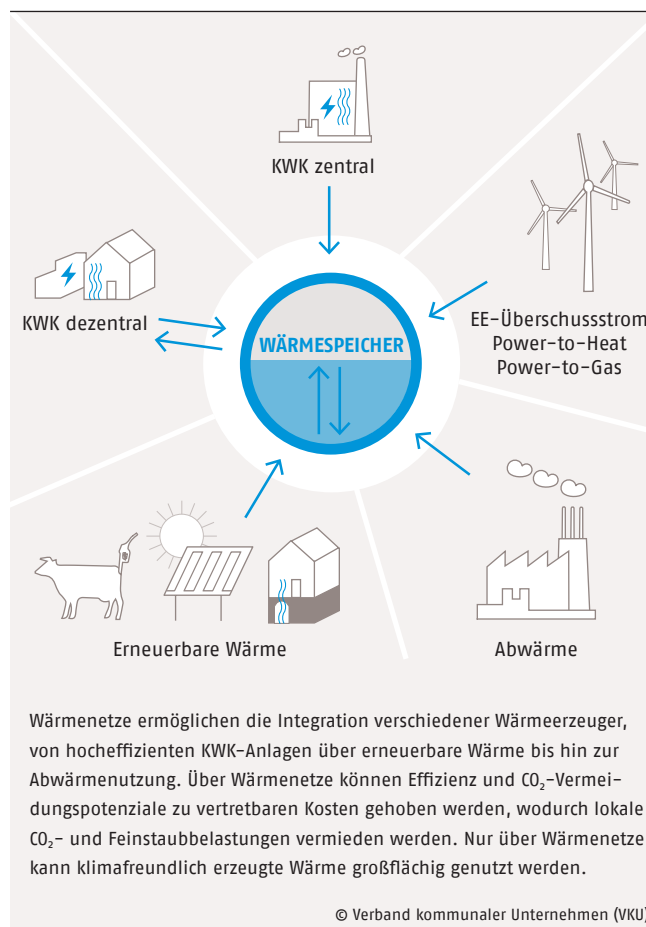 KWK zentral
KWK dezentral
EE-Überschussstrom
Power-to-Heat
Power-to-Gas
WÄRMESPEICHER
Erneuerbare Wärme
Abwärme
Wärmenetze ermöglichen die Integration verschiedener Wärmeerzeuger,
von hocheffizienten KWK-Anlagen über erneuerbare Wärme bis hin zur
Abwärmenutzung. Über Wärmenetze können Effizienz und CO₂-Vermei-
dungspotenziale zu vertretbaren Kosten gehoben werden, wodurch lokale
CO₂- und Feinstaubbelastungen vermieden werden. Nur über Wärmenetze
kann klimafreundlich erzeugte Wärme großflächig genutzt werden.
© Verband kommunaler Unternehmen (VKU)